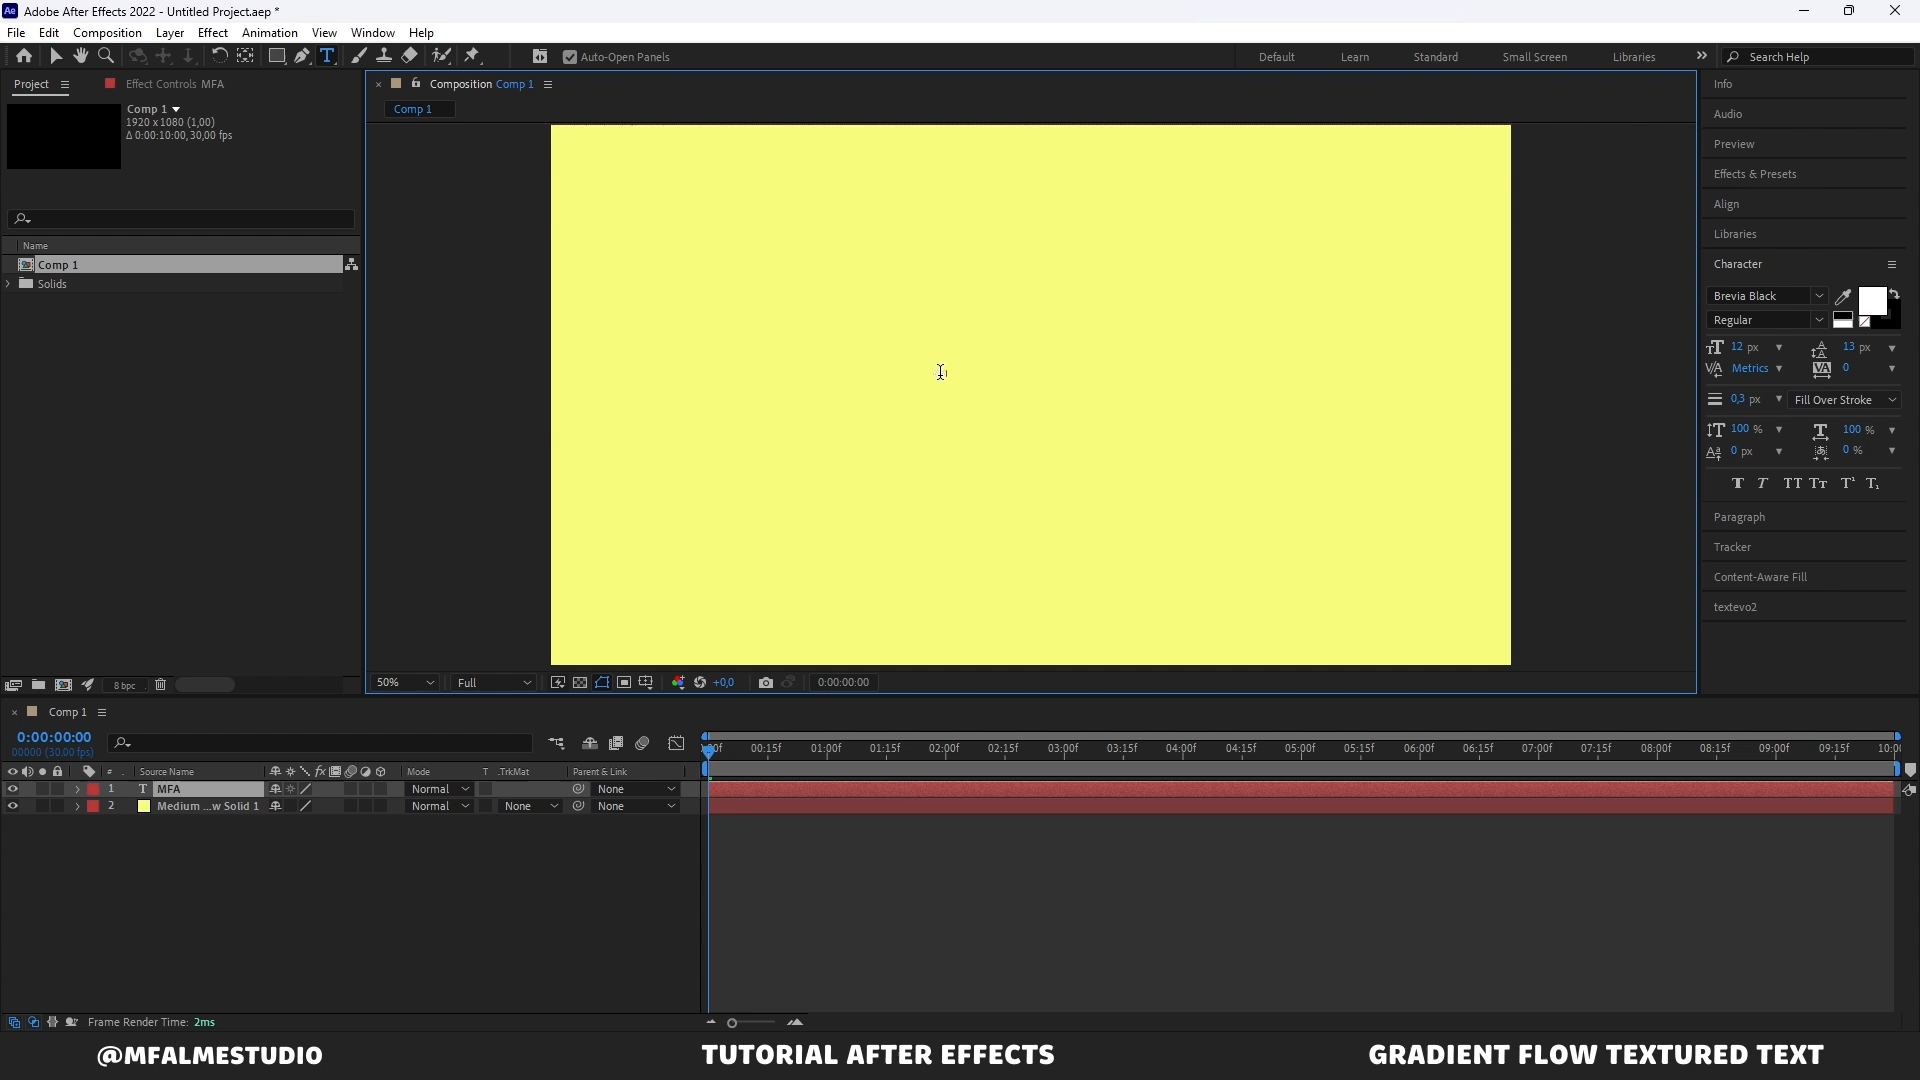 Adobe After Effects 2022 - Untitled Project.aep *
File Edit Composition Layer Effect Animation View Window Help
Auto-Open Panels
Default Learn Standard Small Screen Libraries
Search Help
Project
Effect Controls MFA
Comp 1
1920 x 1080 (1,00)
Δ 0:00:10:00, 30,00 fps
Name
Comp 1
Solids
8 bpc
Composition Comp 1
Comp 1
50%
Full
+0,0
0:00:00:00
Info
Audio
Preview
Effects & Presets
Align
Libraries
Character
Brevia Black
Regular
12 px
13 px
Metrics
0
0,3 px
Fill Over Stroke
100 %
100 %
0 px
0 %
Paragraph
Tracker
Content-Aware Fill
textevo2
Comp 1
0:00:00:00
00000 (30.00 fps)
00:15f 01:00f 01:15f 02:00f 02:15f 03:00f 03:15f 04:00f 04:15f 05:00f 05:15f 06:00f 06:15f 07:00f 07:15f 08:00f 08:15f 09:00f 09:15f
# Source Name Mode T .TrkMat Parent & Link
1 T MFA Normal None
2 Medium ...w Solid 1 Normal None None
Frame Render Time: 2ms
@MFALMESTUDIO
TUTORIAL AFTER EFFECTS
GRADIENT FLOW TEXTURED TEXT